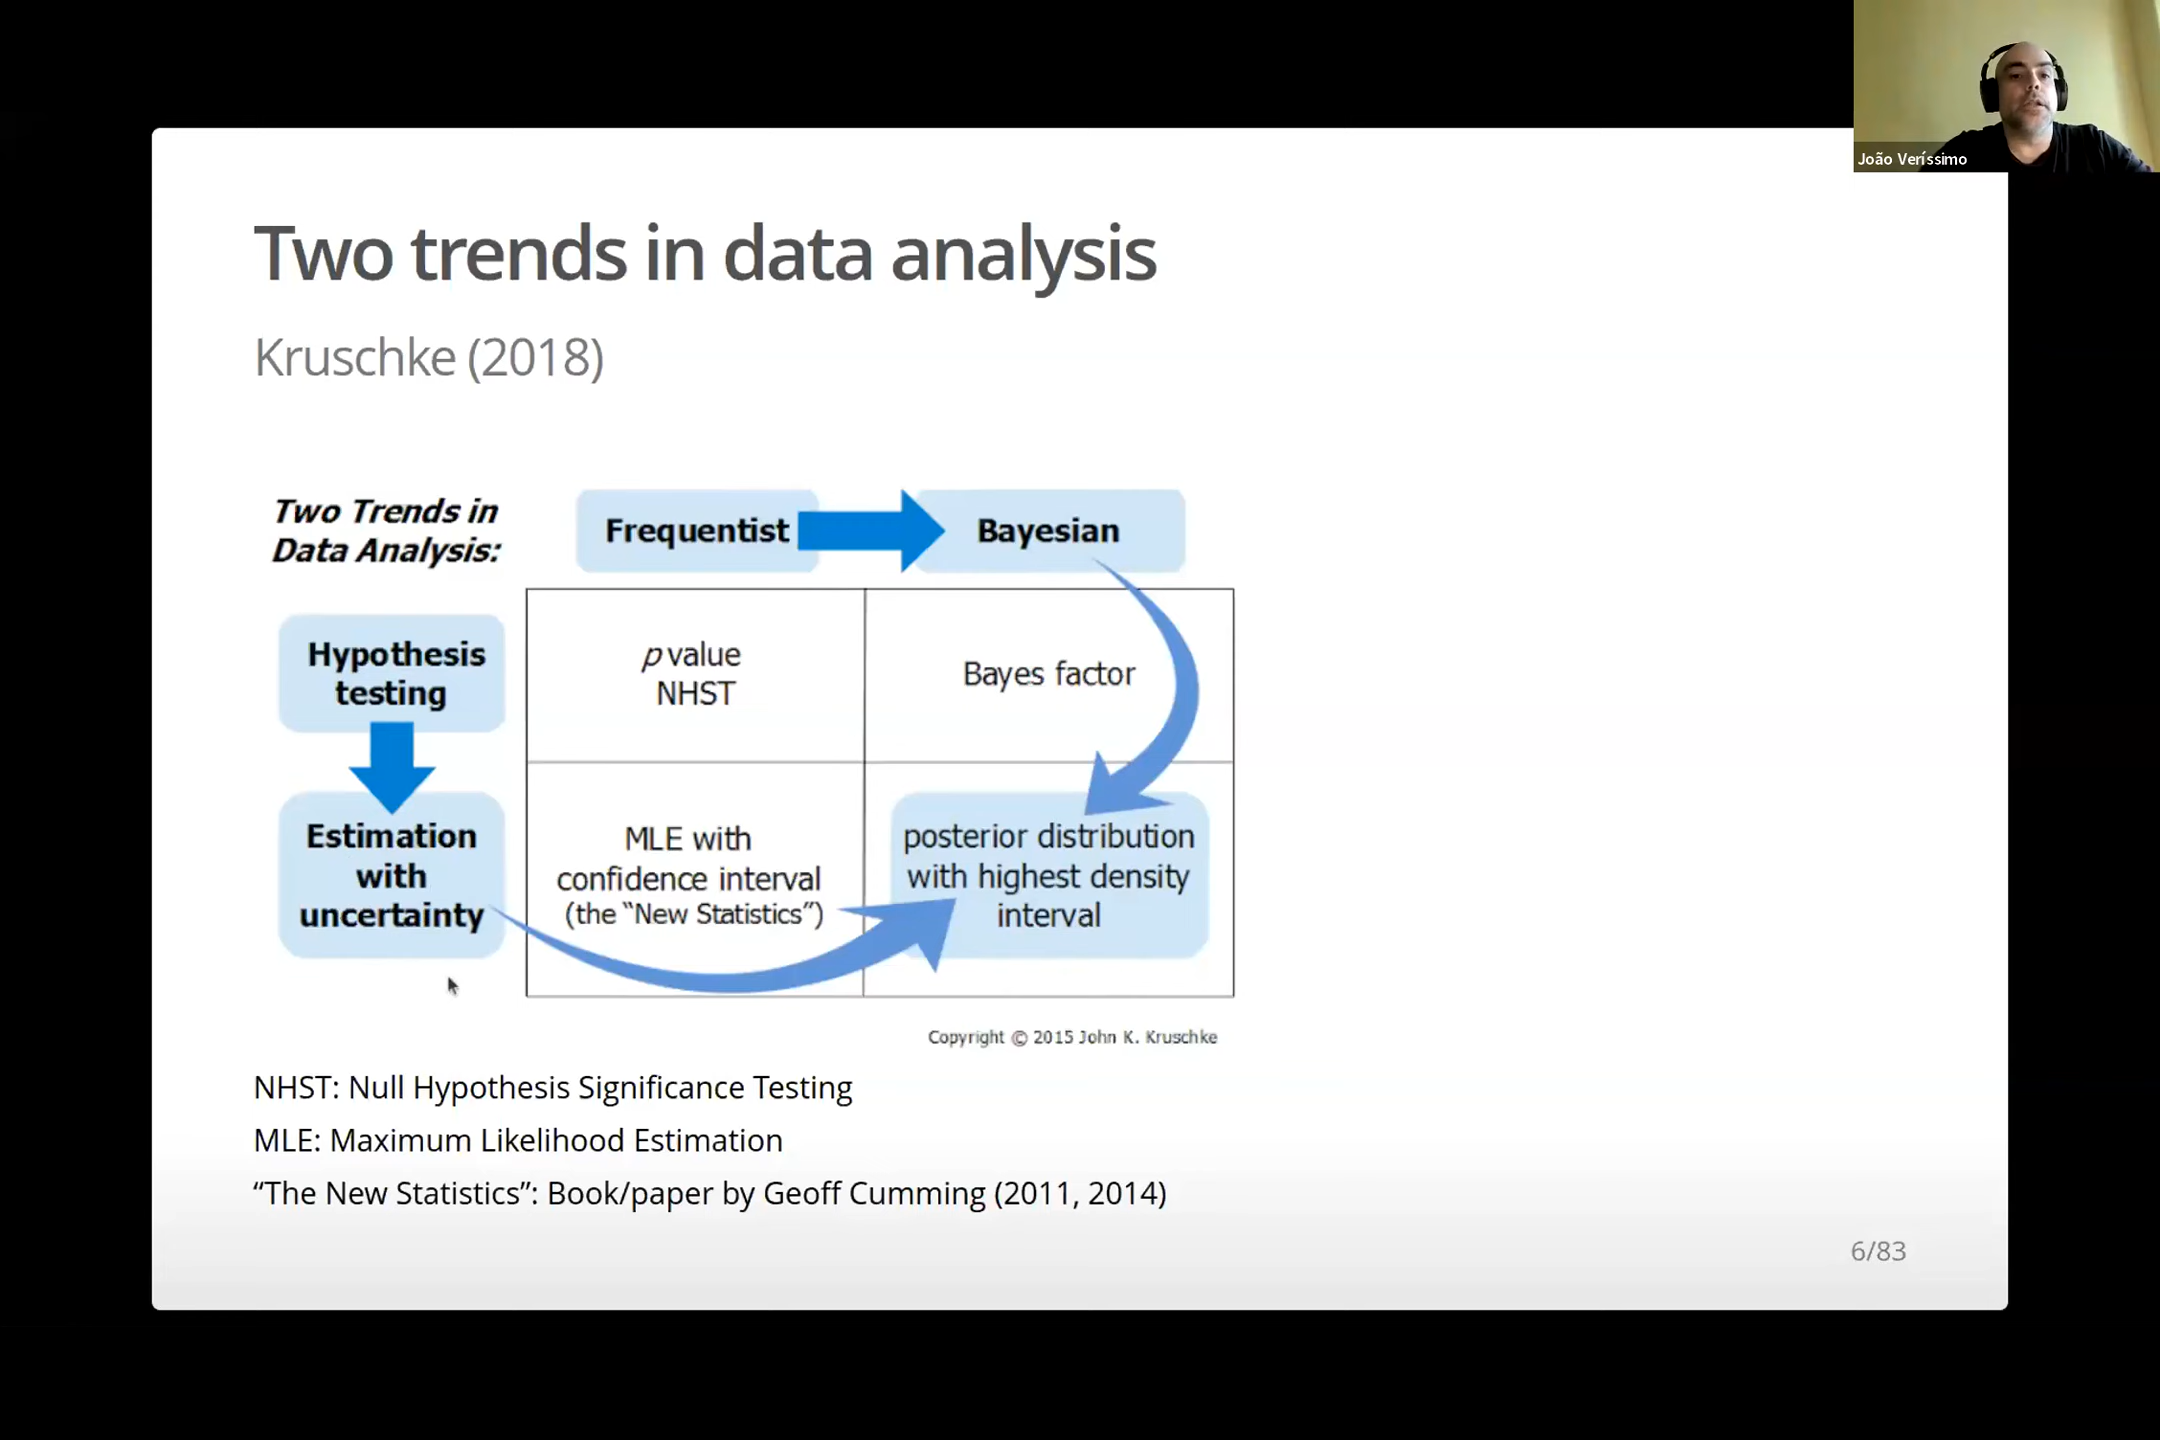 João Veríssimo
Two trends in data analysis
Kruschke (2018)
Two Trends in
Data Analysis:
Frequentist
Bayesian
Hypothesis
testing
p value
NHST
Bayes factor
Estimation
with
uncertainty
MLE with
confidence interval
(the “New Statistics”)
posterior distribution
with highest density
interval
Copyright © 2015 John K. Kruschke
NHST: Null Hypothesis Significance Testing
MLE: Maximum Likelihood Estimation
“The New Statistics”: Book/paper by Geoff Cumming (2011, 2014)
6/83